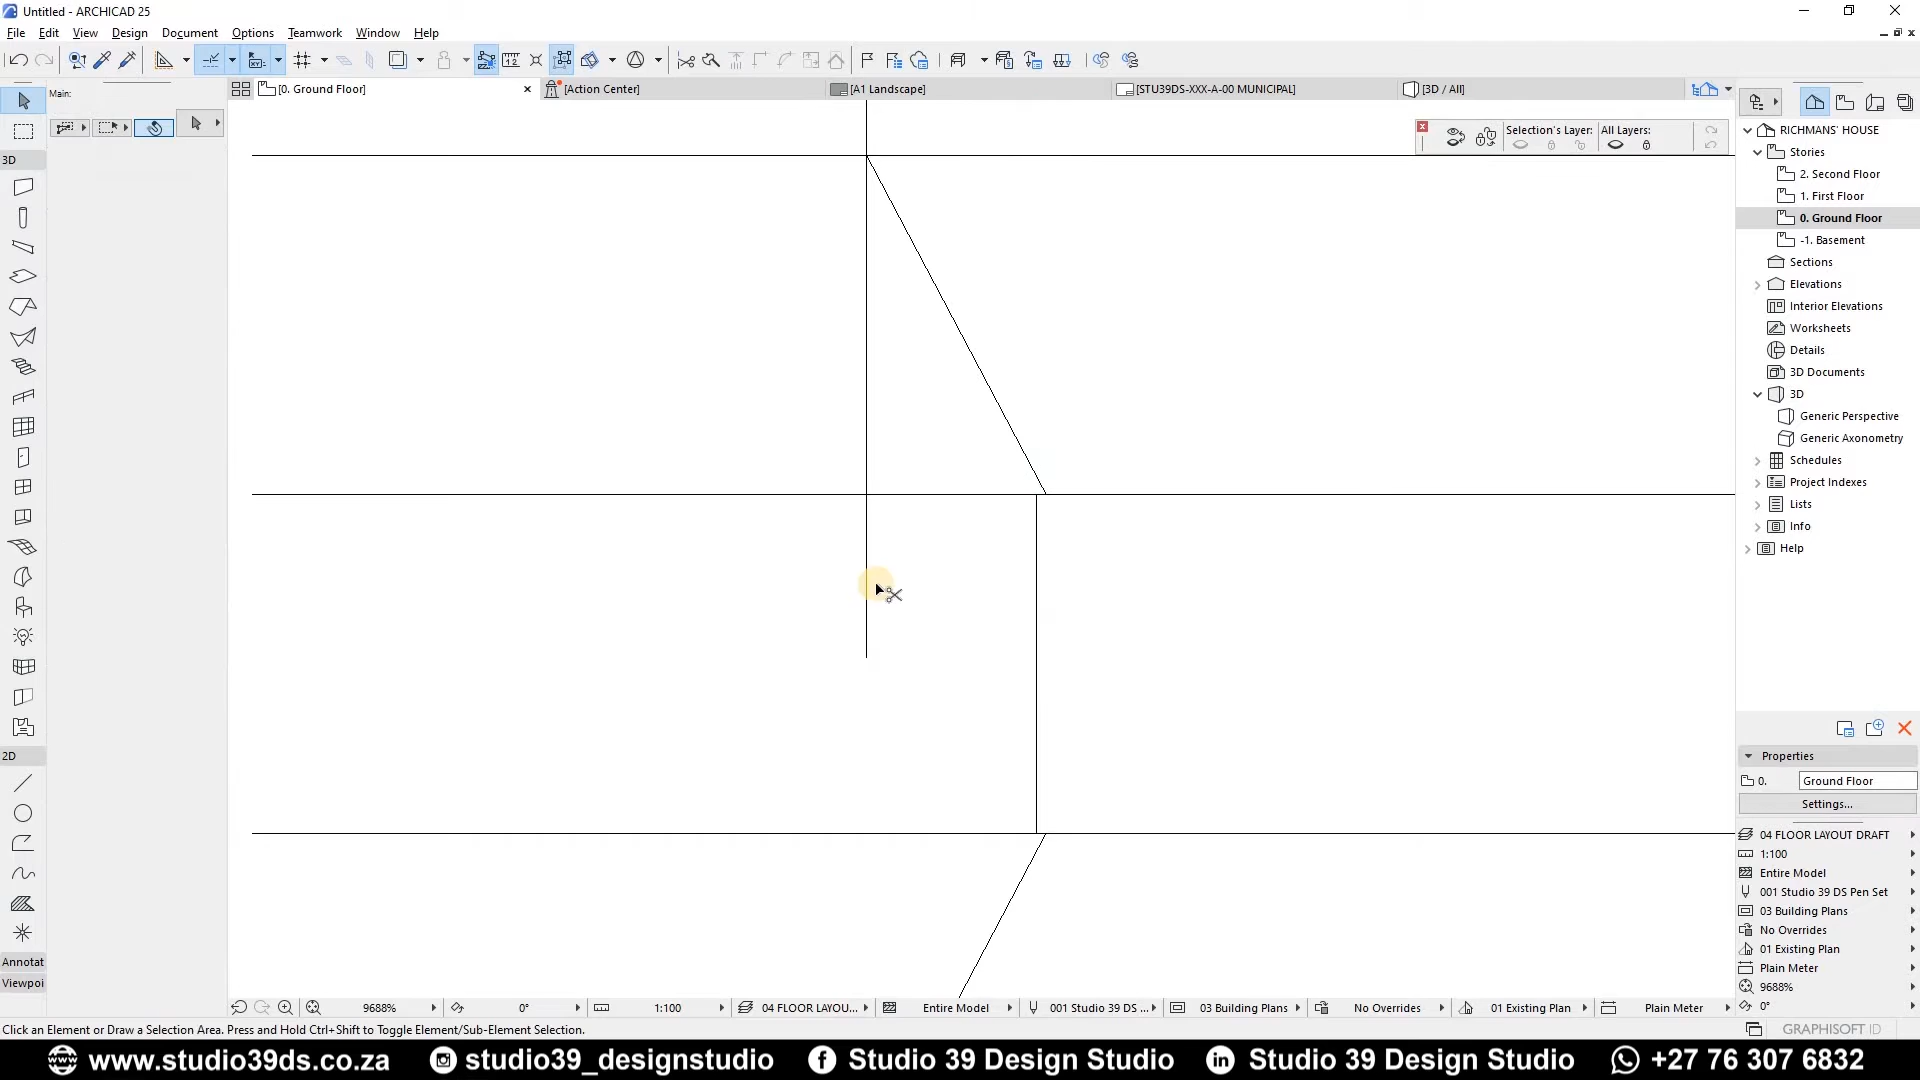 Untitled - ARCHICAD 25
File Edit View Design Document Options Teamwork Window Help
Main:
[0. Ground Floor]
[Action Center]
[A1 Landscape]
[STU39DS-XXX-A-00 MUNICIPAL]
[3D / All]
Selection's Layer: All Layers:
3D
2D
Annotat
Viewpoi
RICHMANS' HOUSE
Stories
2. Second Floor
1. First Floor
0. Ground Floor
-1. Basement
Sections
Elevations
Interior Elevations
Worksheets
Details
3D Documents
3D
Generic Perspective
Generic Axonometry
Schedules
Project Indexes
Lists
Info
Help
Properties
0. Ground Floor
Settings...
04 FLOOR LAYOUT DRAFT
1:100
Entire Model
001 Studio 39 DS Pen Set
03 Building Plans
No Overrides
01 Existing Plan
Plain Meter
9688%
0°
9688% 0° 1:100 04 FLOOR LAYOU... Entire Model 001 Studio 39 DS ... 03 Building Plans No Overrides 01 Existing Plan Plain Meter
Click an Element or Draw a Selection Area. Press and Hold Ctrl+Shift to Toggle Element/Sub-Element Selection.
GRAPHISOFT ID
www.studio39ds.co.za studio39_designstudio Studio 39 Design Studio Studio 39 Design Studio +27 76 307 6832